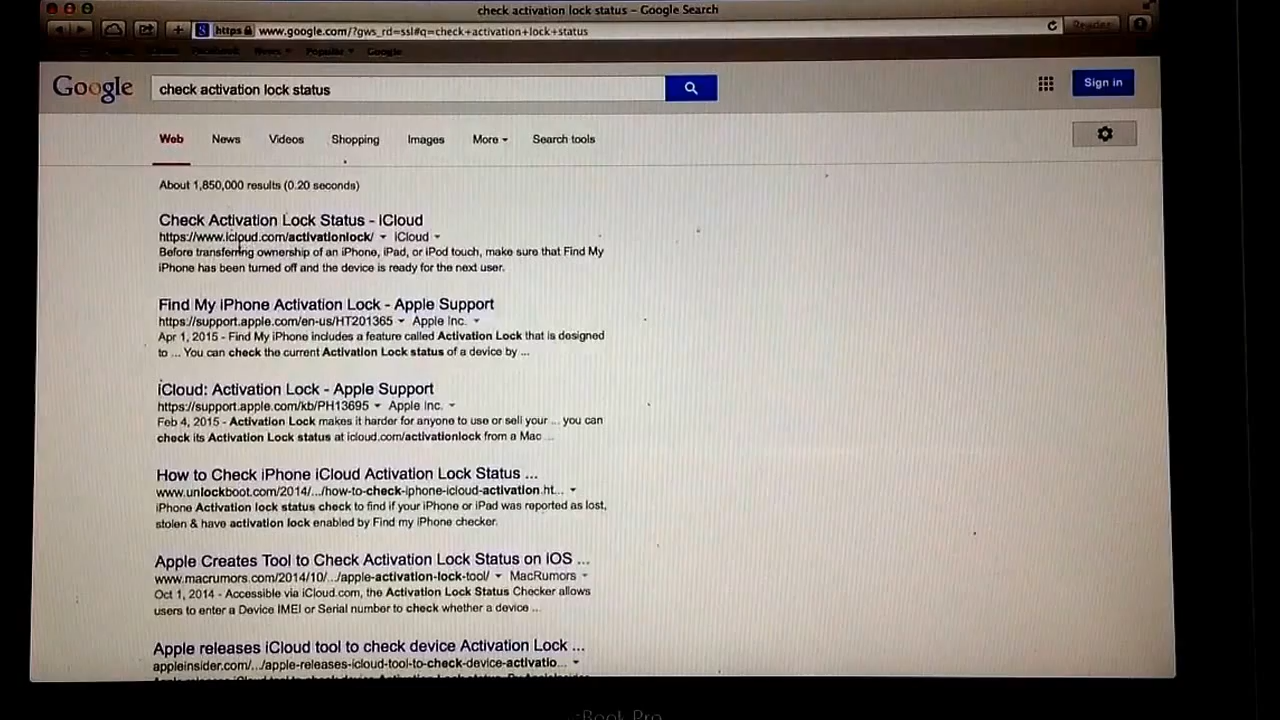 check activation lock status – Google Search
https www.google.com/?gws_rd=ssl#q=check+activation+lock+status
Reader
News Popular Google
Google check activation lock status Sign in
Web News Videos Shopping Images More Search tools
About 1,850,000 results (0.20 seconds)
Check Activation Lock Status - iCloud
https://www.icloud.com/activationlock/ iCloud
Before transferring ownership of an iPhone, iPad, or iPod touch, make sure that Find My
iPhone has been turned off and the device is ready for the next user.
Find My iPhone Activation Lock - Apple Support
https://support.apple.com/en-us/HT201365 Apple Inc.
Apr 1, 2015 - Find My iPhone includes a feature called Activation Lock that is designed
to ... You can check the current Activation Lock status of a device by ...
iCloud: Activation Lock - Apple Support
https://support.apple.com/kb/PH13695 Apple Inc.
Feb 4, 2015 - Activation Lock makes it harder for anyone to use or sell your ... you can
check its Activation Lock status at icloud.com/activationlock from a Mac ...
How to Check iPhone iCloud Activation Lock Status ...
www.unlockboot.com/2014/.../how-to-check-iphone-icloud-activation.ht...
iPhone Activation lock status check to find if your iPhone or iPad was reported as lost,
stolen & have activation lock enabled by Find my iPhone checker.
Apple Creates Tool to Check Activation Lock Status on iOS ...
www.macrumors.com/2014/10/.../apple-activation-lock-tool/ MacRumors
Oct 1, 2014 - Accessible via iCloud.com, the Activation Lock Status Checker allows
users to enter a Device IMEI or Serial number to check whether a device ...
Apple releases iCloud tool to check device Activation Lock ...
appleinsider.com/.../apple-releases-icloud-tool-to-check-device-activatio...
Book Pro